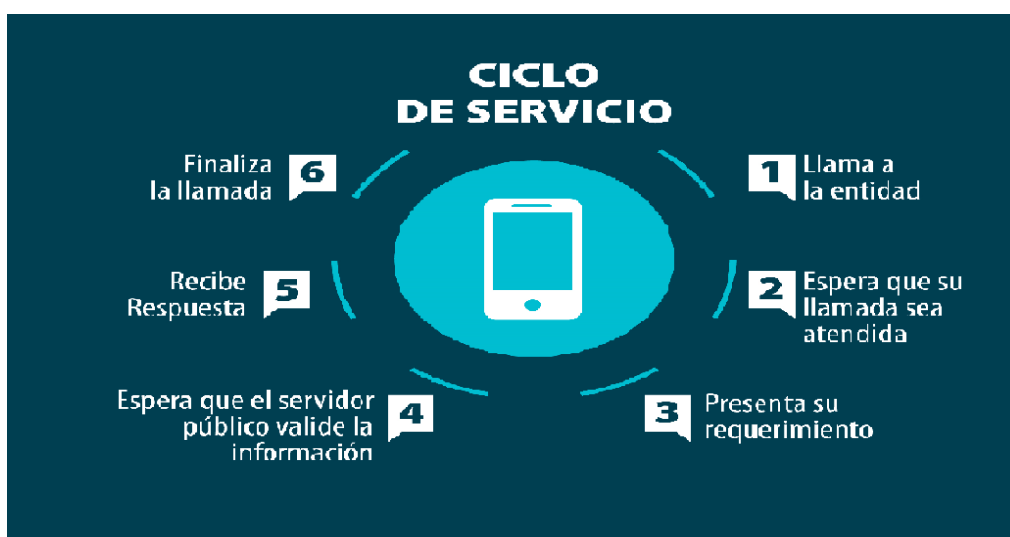 CICLO
DE SERVICIO
1 Llama a
la entidad
2 Espera que su
llamada sea
atendida
3 Presenta su
requerimiento
4 Espera que el servidor
público valide la
información
5 Recibe
Respuesta
6 Finaliza
la llamada